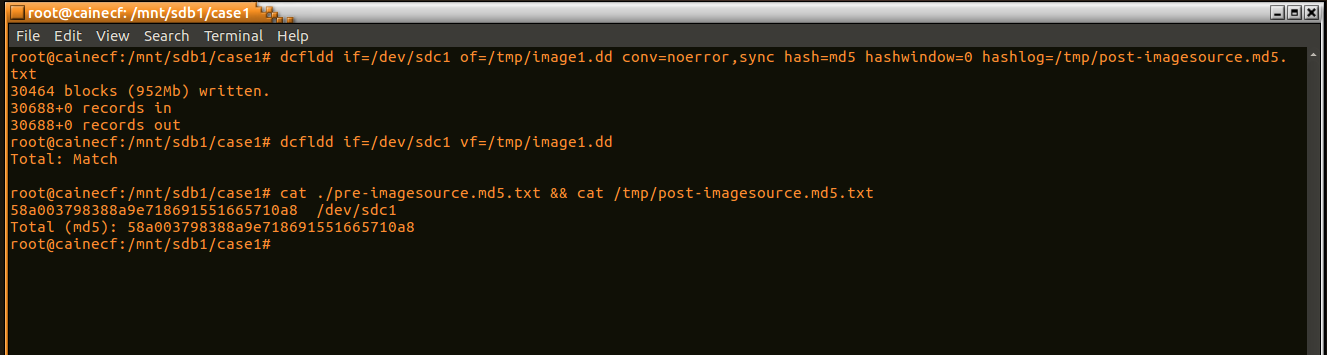 root@cainecf: /mnt/sdb1/case1
File Edit View Search Terminal Help
root@cainecf:/mnt/sdb1/case1# dcfldd if=/dev/sdc1 of=/tmp/image1.dd conv=noerror,sync hash=md5 hashwindow=0 hashlog=/tmp/post-imagesource.md5.
txt
30464 blocks (952Mb) written.
30688+0 records in
30688+0 records out
root@cainecf:/mnt/sdb1/case1# dcfldd if=/dev/sdc1 vf=/tmp/image1.dd
Total: Match
root@cainecf:/mnt/sdb1/case1# cat ./pre-imagesource.md5.txt && cat /tmp/post-imagesource.md5.txt
58a003798388a9e718691551665710a8  /dev/sdc1
Total (md5): 58a003798388a9e718691551665710a8
root@cainecf:/mnt/sdb1/case1#